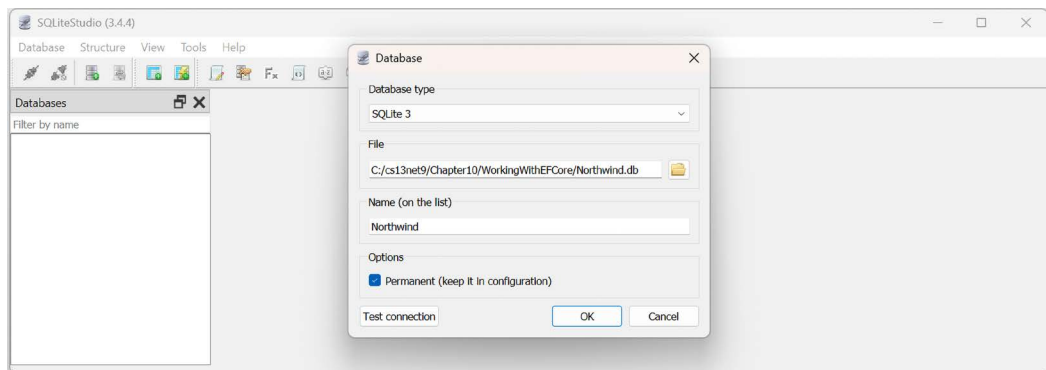 SQLiteStudio (3.4.4)
Database Structure View Tools Help
Databases
Filter by name
Database
Database type
SQLite 3
File
C:/cs13net9/Chapter10/WorkingWithEFCore/Northwind.db
Name (on the list)
Northwind
Options
Permanent (keep it in configuration)
Test connection OK Cancel